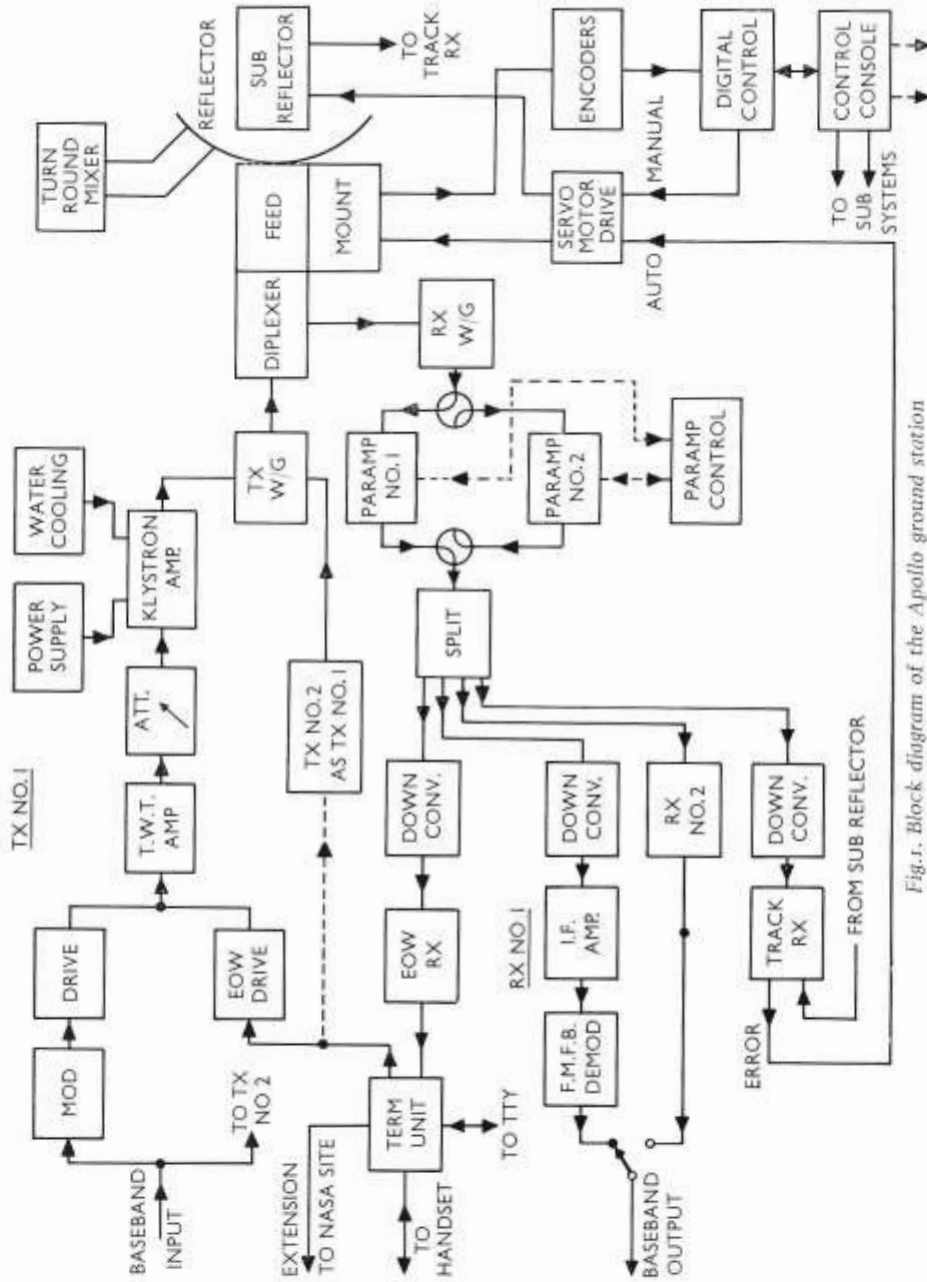 TX NO.1
POWER
SUPPLY
WATER
COOLING
TURN
ROUND
MIXER
REFLECTOR
SUB
REFLECTOR
TO
TRACK
RX
BASEBAND
INPUT
MOD
DRIVE
T.W.T.
AMP
ATT.
KLYSTRON
AMP.
TO TX
NO 2
EOW
DRIVE
TX NO.2
AS TX NO.1
TX
W/G
DIPLEXER
FEED
MOUNT
EXTENSION
TO NASA SITE
TERM
UNIT
TO
HANDSET
TO TTY
EOW
RX
DOWN
CONV.
SPLIT
PARAMP
NO.1
PARAMP
NO.2
RX
W/G
PARAMP
CONTROL
SERVO
MOTOR
DRIVE
AUTO
MANUAL
ENCODERS
DIGITAL
CONTROL
CONTROL
CONSOLE
TO
SUB
SYSTEMS
RX NO.1
BASEBAND
OUTPUT
F.M.F.B.
DEMOD
I.F.
AMP.
DOWN
CONV.
RX
NO.2
ERROR
TRACK
RX
DOWN
CONV.
FROM SUB REFLECTOR
Fig.1. Block diagram of the Apollo ground station